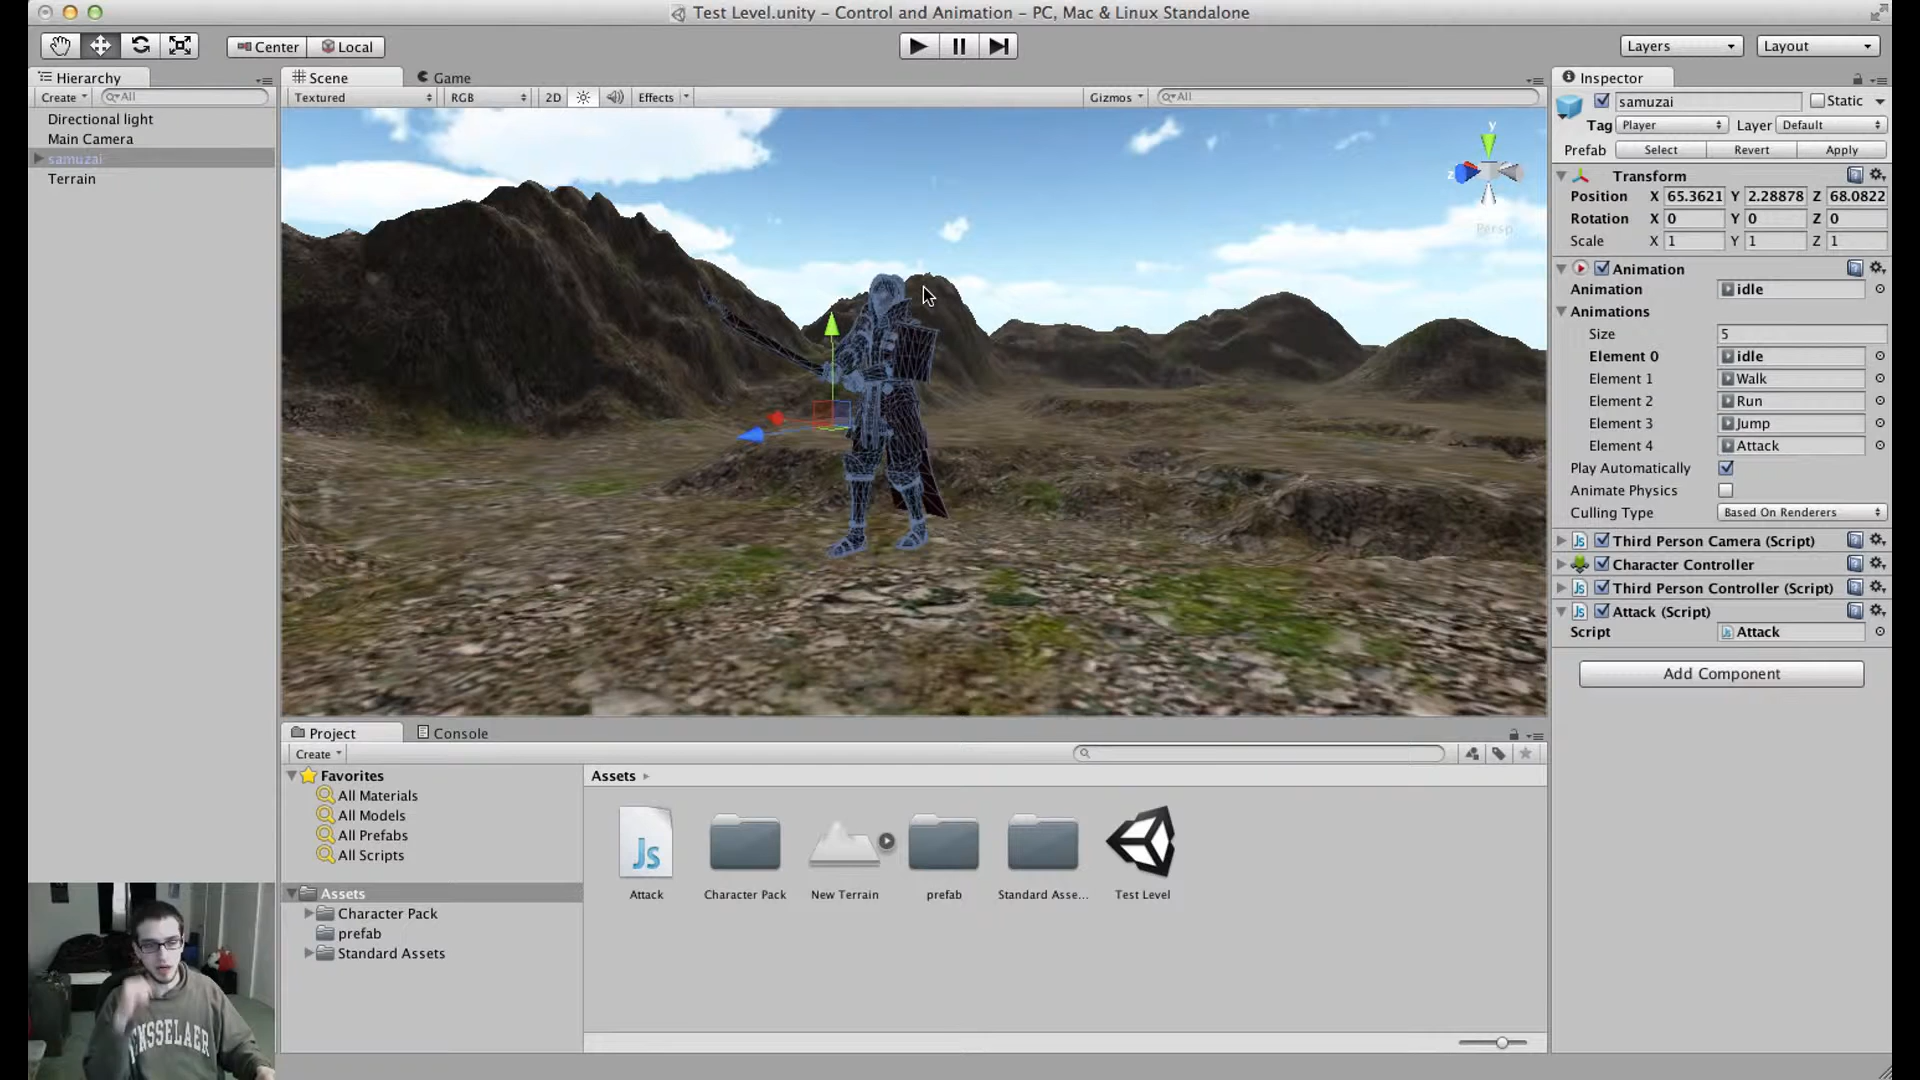 Test Level.unity – Control and Animation – PC, Mac & Linux Standalone
Center
Local
Layers
Layout
Hierarchy
Create
All
Directional light
Main Camera
samuzai
Terrain
Scene
Game
Textured
RGB
2D
Effects
Gizmos
All
y
z
Persp
Inspector
samuzai
Static
Tag
Player
Layer
Default
Prefab
Select
Revert
Apply
Transform
Position X 65.3621 Y 2.28878 Z 68.0822
Rotation X 0 Y 0 Z 0
Scale X 1 Y 1 Z 1
Animation
Animation idle
Animations
Size 5
Element 0 idle
Element 1 Walk
Element 2 Run
Element 3 Jump
Element 4 Attack
Play Automatically
Animate Physics
Culling Type Based On Renderers
Third Person Camera (Script)
Character Controller
Third Person Controller (Script)
Attack (Script)
Script Attack
Add Component
Project
Console
Create
Favorites
All Materials
All Models
All Prefabs
All Scripts
Assets
Character Pack
prefab
Standard Assets
Assets
Js
Attack
Character Pack
New Terrain
prefab
Standard Asse...
Test Level
ENSSELAER